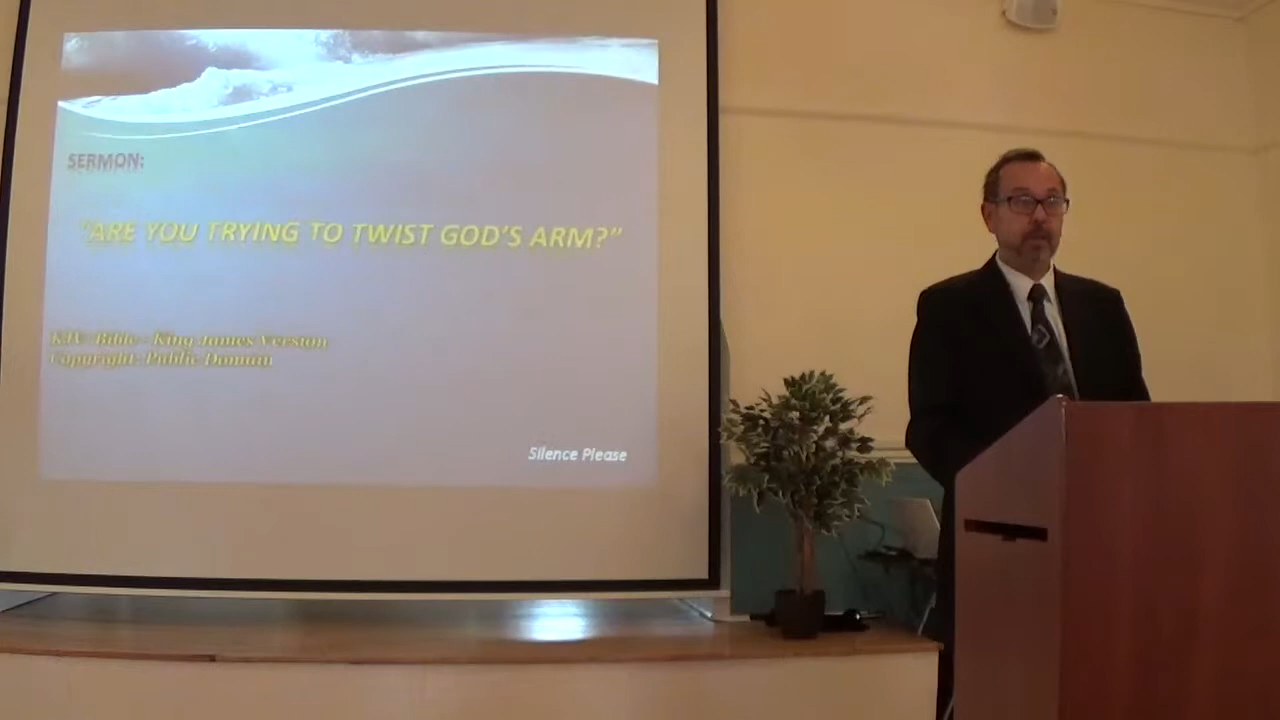 SERMON:
"ARE YOU TRYING TO TWIST GOD'S ARM?"
KJV: Bible - King James Version
Copyright: Public Domain
Silence Please